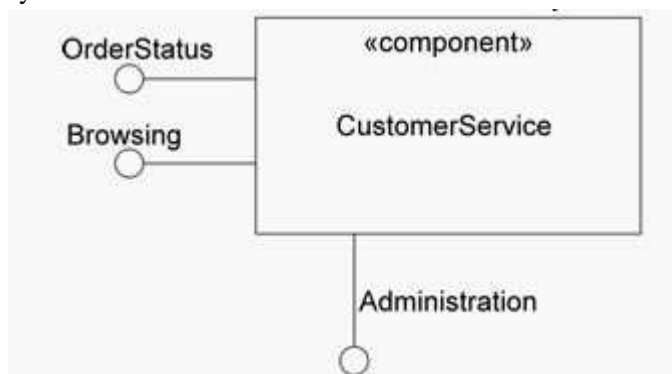 OrderStatus
«component»
Browsing
CustomerService
Administration